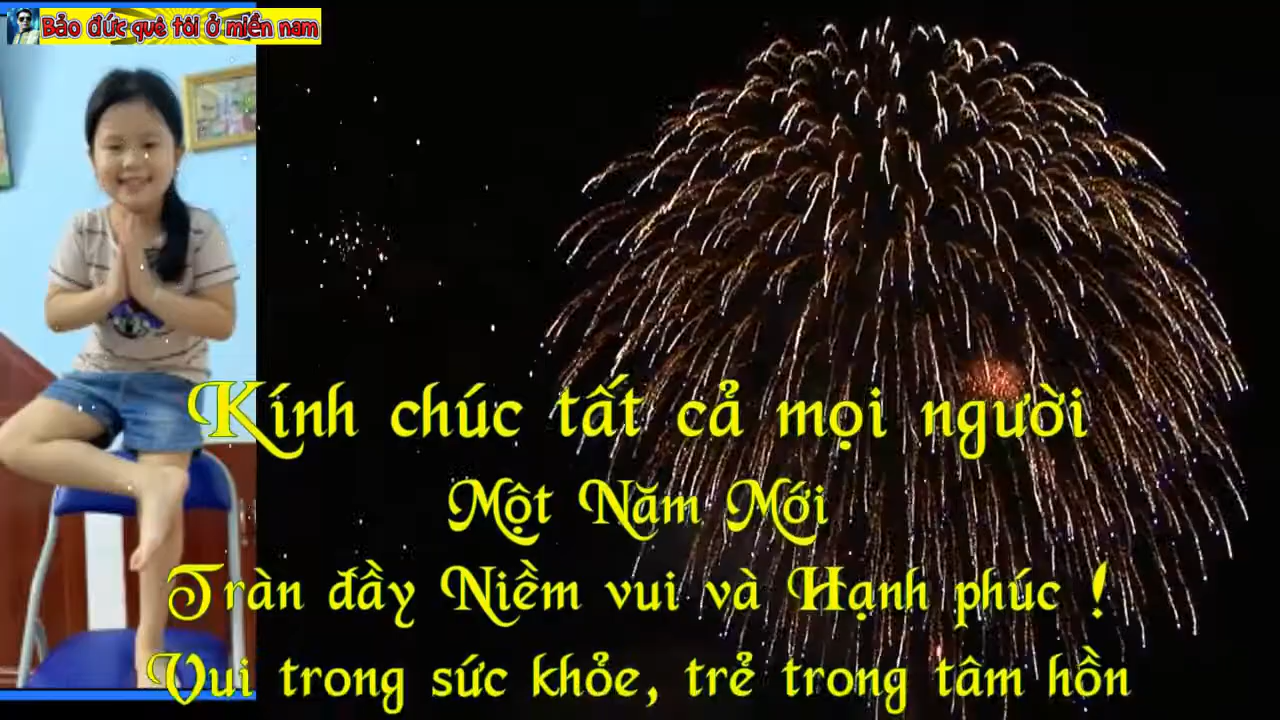 Bảo đức quê tôi ở miền nam
Kính chúc tất cả mọi người
Một Năm Mới
Tràn đầy Niềm vui và Hạnh phúc !
Vui trong sức khỏe, trẻ trong tâm hồn